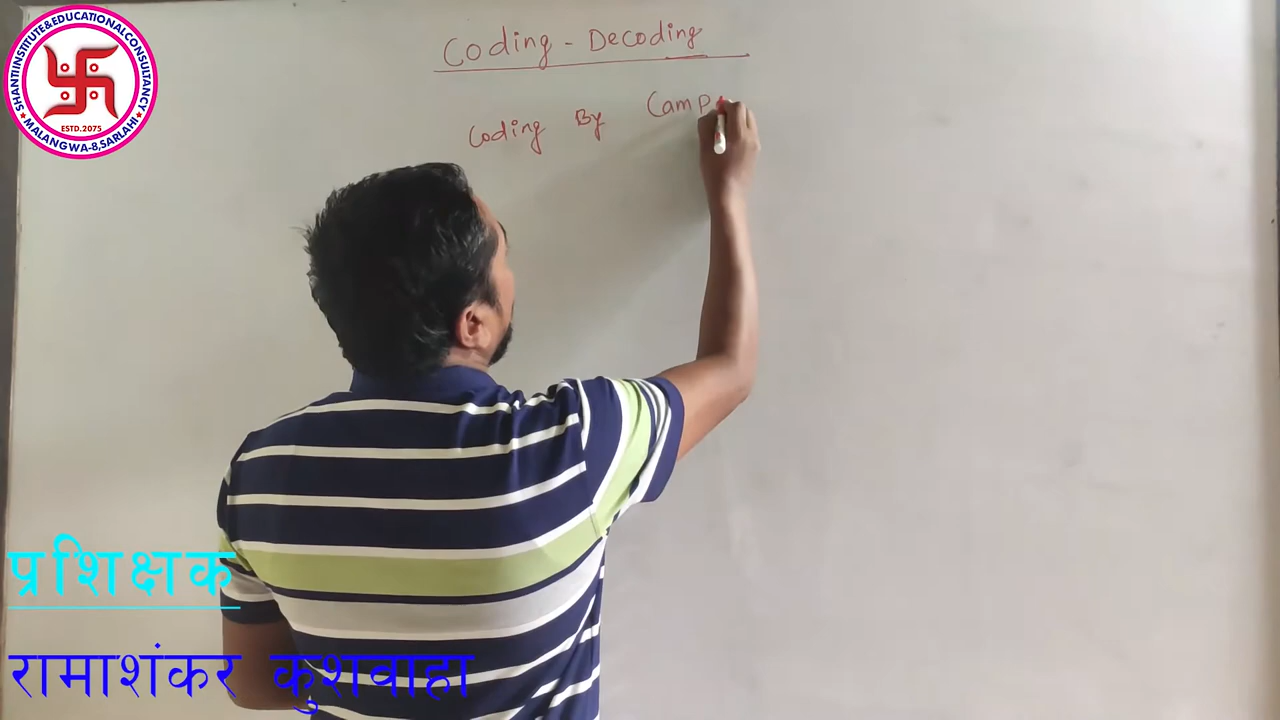 SHANTI INSTITUTE & EDUCATIONAL CONSULTANCY
ESTD. 2075
MALANGWA-8, SARLAHI
Coding - Decoding
Coding By Camp
प्रशिक्षक
रामाशंकर कुशवाहा